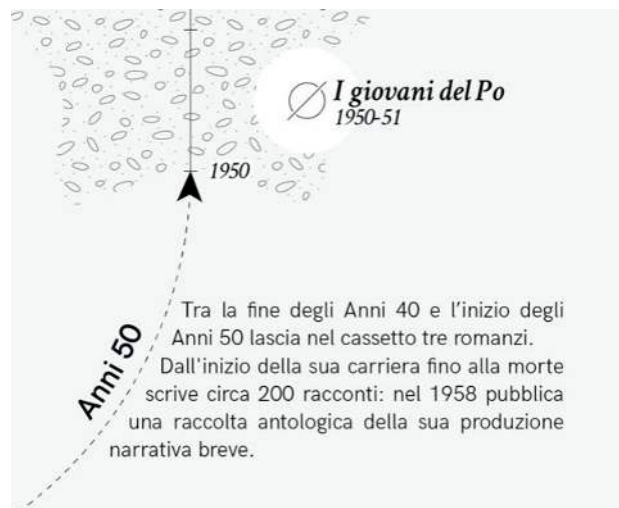 I giovani del Po
1950-51
1950
Anni 50
Tra la fine degli Anni 40 e l'inizio degli
Anni 50 lascia nel cassetto tre romanzi.
Dall'inizio della sua carriera fino alla morte
scrive circa 200 racconti: nel 1958 pubblica
una raccolta antologica della sua produzione
narrativa breve.